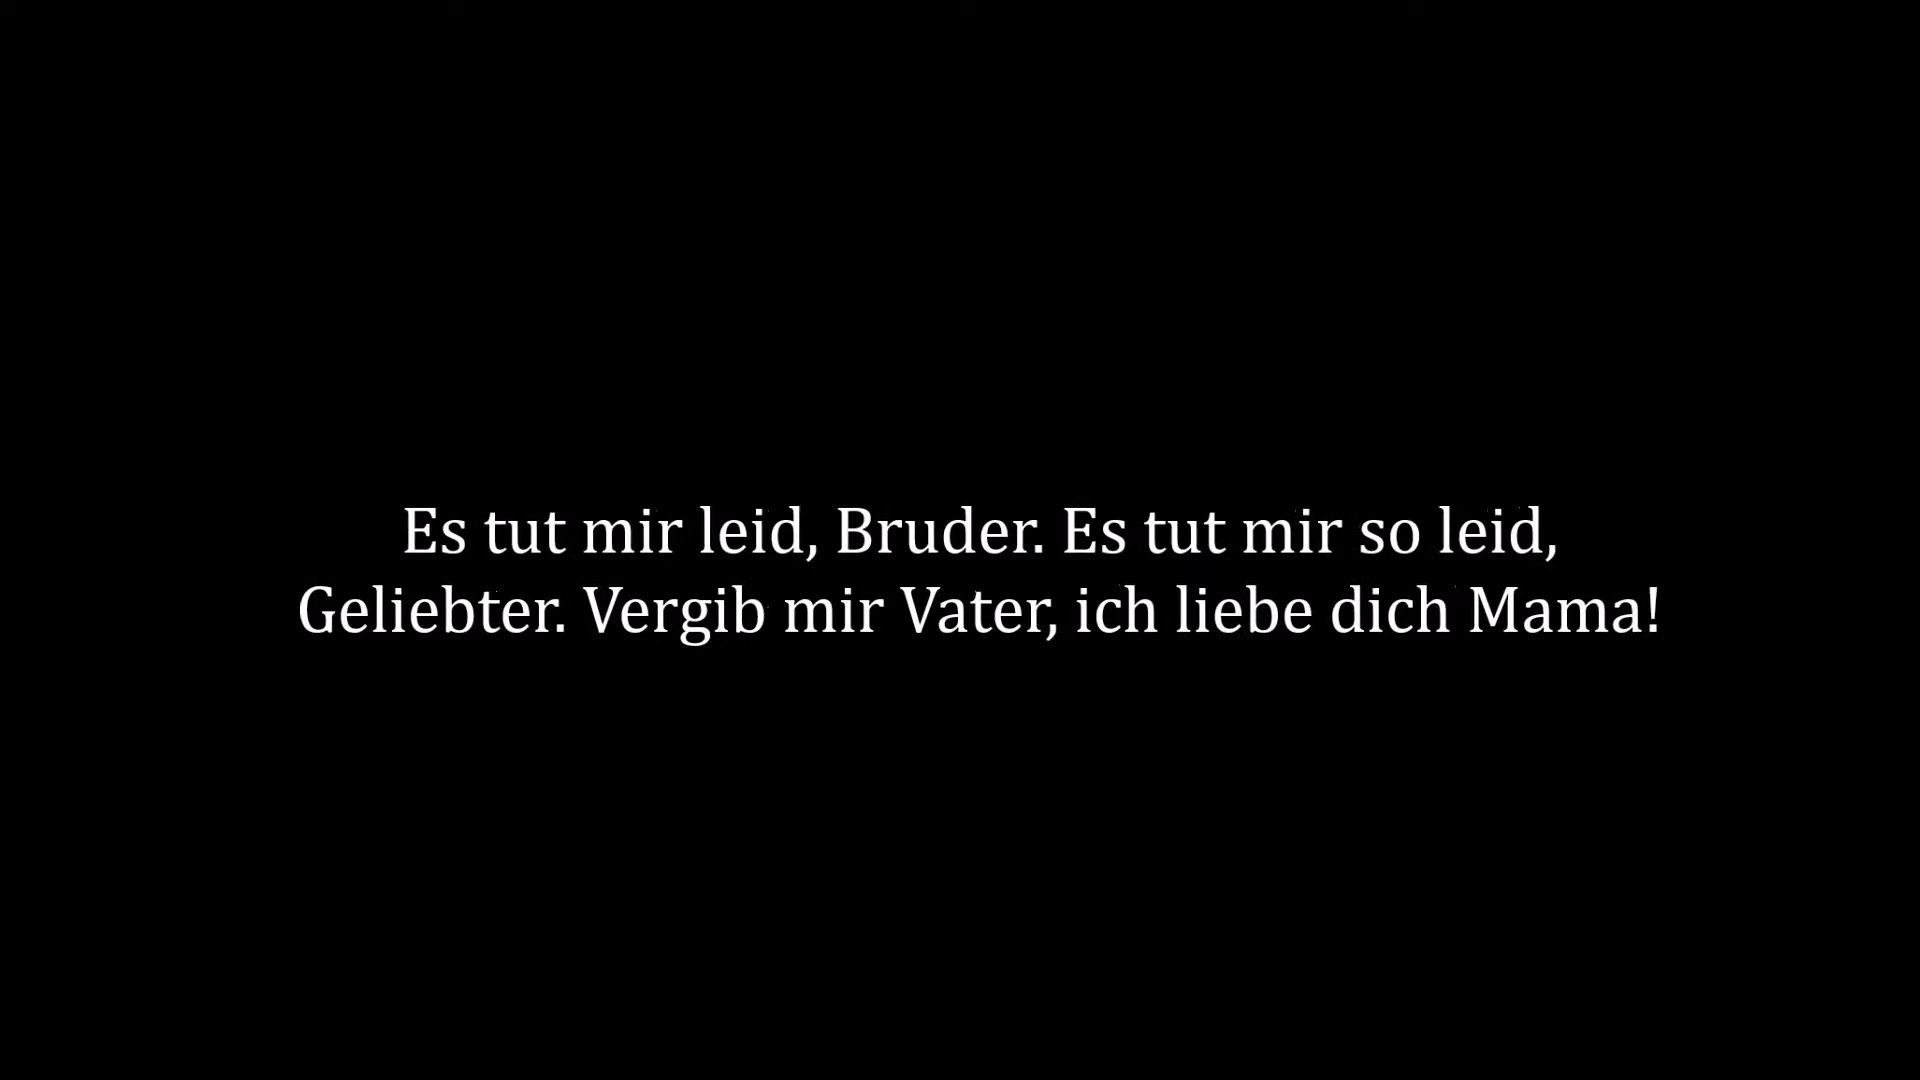 Es tut mir leid, Bruder. Es tut mir so leid,
Geliebter. Vergib mir Vater, ich liebe dich Mama!